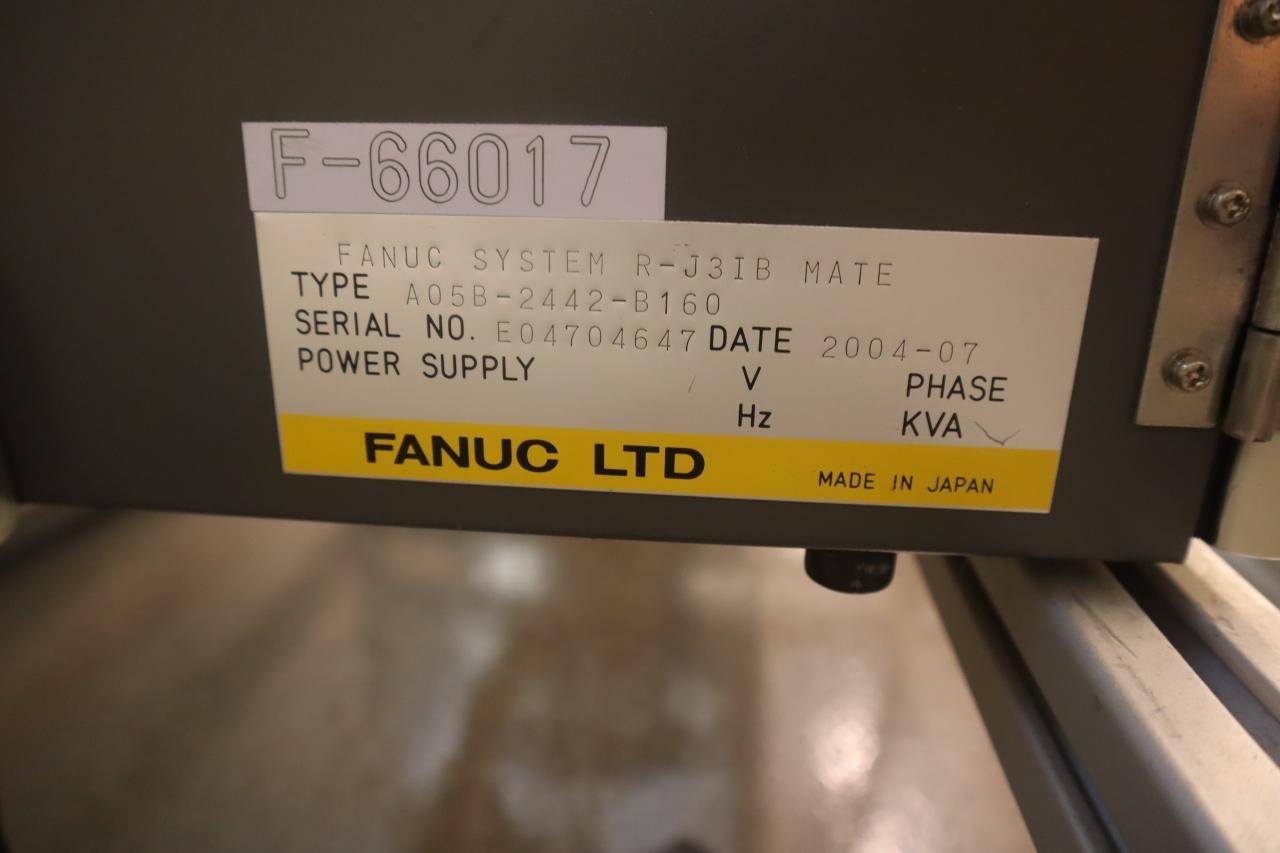 F-66017
FANUC SYSTEM R-J3IB MATE
TYPE A05B-2442-B160
SERIAL NO. E04704647 DATE 2004-07
POWER SUPPLY V PHASE
Hz KVA
FANUC LTD MADE IN JAPAN